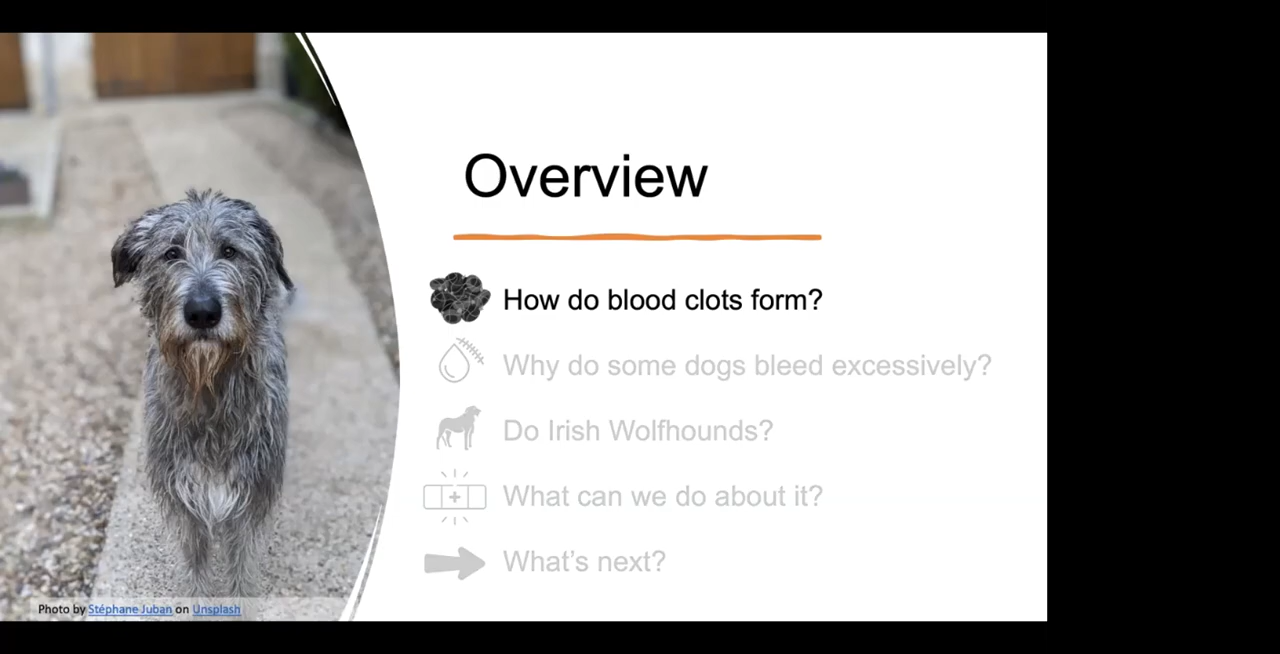 Overview
How do blood clots form?
Why do some dogs bleed excessively?
Do Irish Wolfhounds?
What can we do about it?
What’s next?
Photo by Stéphane Juban on Unsplash